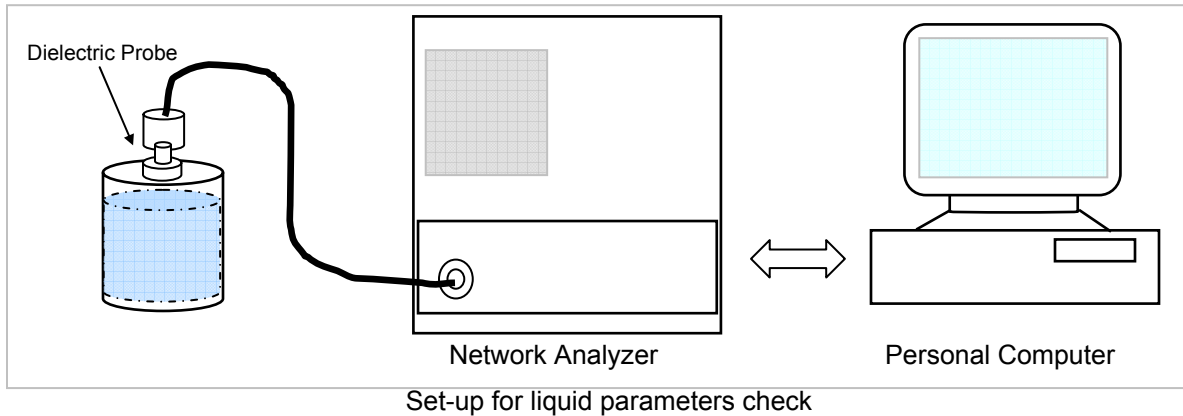 Dielectric Probe
Network Analyzer
Personal Computer
Set-up for liquid parameters check